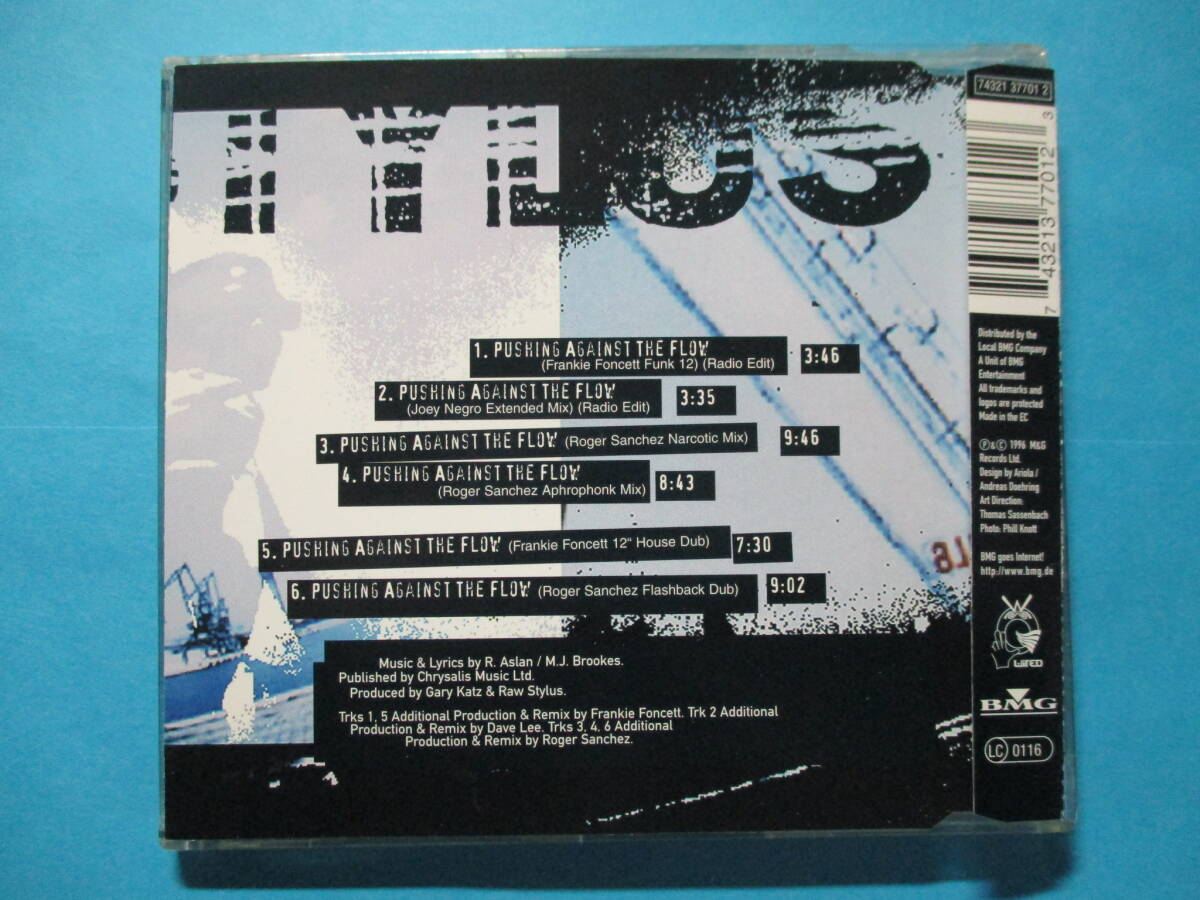 STYLUS
1. PUSHING AGAINST THE FLOW
(Frankie Foncett Funk 12) (Radio Edit)
3:46
2. PUSHING AGAINST THE FLOW
(Joey Negro Extended Mix) (Radio Edit)
3:35
3. PUSHING AGAINST THE FLOW (Roger Sanchez Narcotic Mix)
9:46
4. PUSHING AGAINST THE FLOW
(Roger Sanchez Aphrophonk Mix)
8:43
5. PUSHING AGAINST THE FLOW (Frankie Foncett 12" House Dub)
7:30
6. PUSHING AGAINST THE FLOW (Roger Sanchez Flashback Dub)
9:02
Music & Lyrics by R. Aslan / M.J. Brookes.
Published by Chrysalis Music Ltd.
Produced by Gary Katz & Raw Stylus.
Trks 1, 5 Additional Production & Remix by Frankie Foncett. Trk 2 Additional
Production & Remix by Dave Lee. Trks 3, 4, 6 Additional
Production & Remix by Roger Sanchez.
74321 37701 2
7 43213 77012 3
Distributed by the
Local BMG Company
A Unit of BMG
Entertainment
All trademarks and
logos are protected
Made in the EC
℗&© 1996 M&G
Records Ltd.
Design by Ariola /
Andreas Doehring
Art Direction:
Thomas Sassenbach
Photo: Phill Knott
BMG goes Internet!
http://www.bmg.de
WIRED
BMG
LC 0116